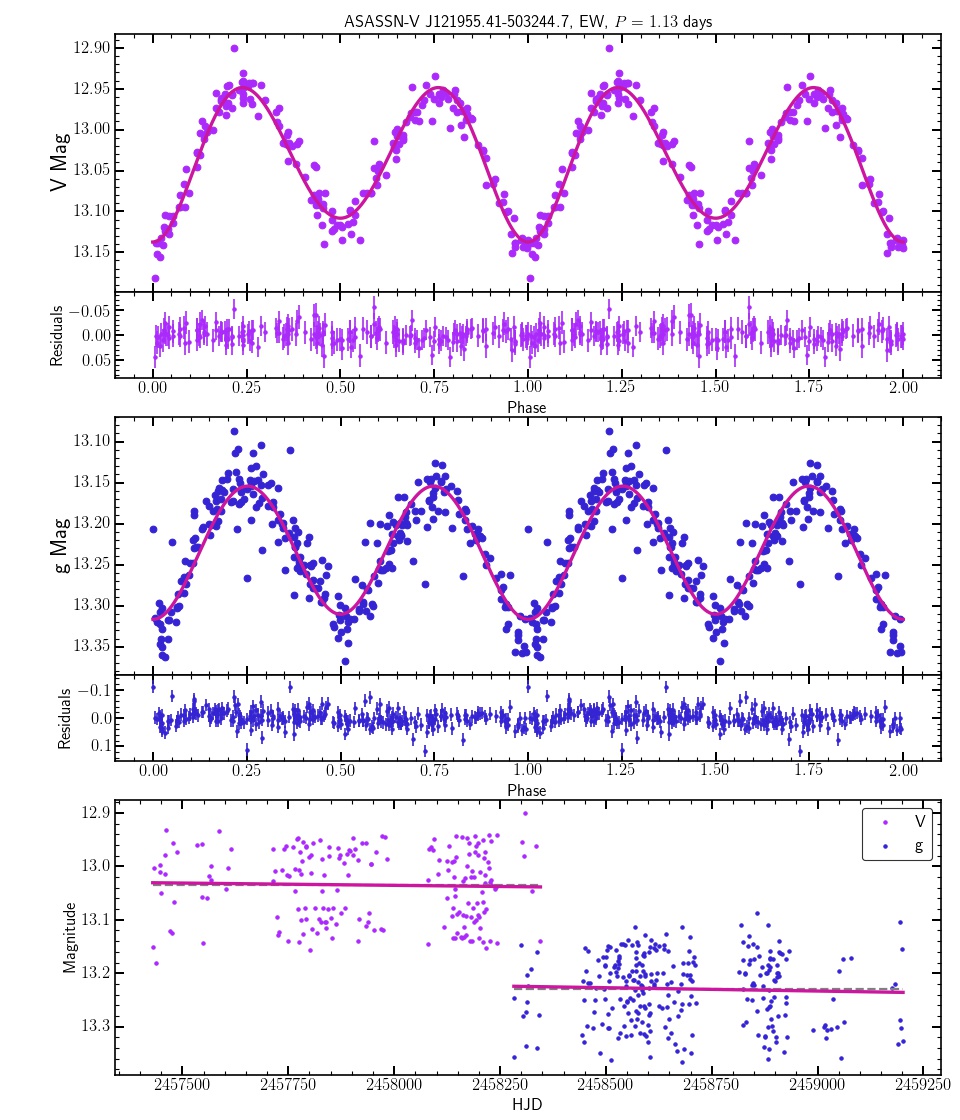 ASASSN-V J121955.41-503244.7, EW, P = 1.13 days
12.90
12.95
13.00
13.05
13.10
13.15
V Mag
−0.05
0.00
0.05
Residuals
0.00 0.25 0.50 0.75 1.00 1.25 1.50 1.75 2.00
Phase
13.10
13.15
13.20
13.25
13.30
13.35
g Mag
−0.1
0.0
0.1
Residuals
0.00 0.25 0.50 0.75 1.00 1.25 1.50 1.75 2.00
Phase
12.9
13.0
13.1
13.2
13.3
Magnitude
V
g
2457500 2457750 2458000 2458250 2458500 2458750 2459000 2459250
HJD